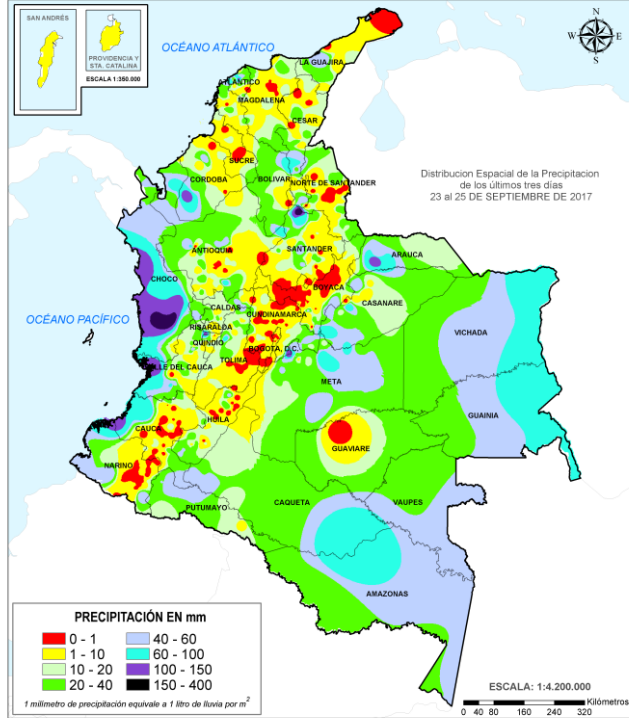 SAN ANDRÉS
PROVIDENCIA Y
STA. CATALINA
ESCALA 1:350.000
OCÉANO ATLÁNTICO
N
W
E
S
LA GUAJIRA
ATLANTICO
MAGDALENA
CESAR
SUCRE
CORDOBA
BOLIVAR
NORTE DE SANTANDER
Distribucion Espacial de la Precipitacion
de los últimos tres días
23 al 25 DE SEPTIEMBRE DE 2017
ANTIOQUIA
SANTANDER
ARAUCA
CHOCO
BOYACA
CASANARE
OCÉANO PACÍFICO
CALDAS
CUNDINAMARCA
RISARALDA
VICHADA
QUINDIO
BOGOTA, D.C.
TOLIMA
VALLE DEL CAUCA
META
GUAINIA
HUILA
CAUCA
GUAVIARE
NARIÑO
CAQUETA
VAUPES
PUTUMAYO
AMAZONAS
PRECIPITACIÓN EN mm
0 - 1
40 - 60
1 - 10
60 - 100
10 - 20
100 - 150
20 - 40
150 - 400
1 milímetro de precipitación equivale a 1 litro de lluvia por m2
ESCALA: 1:4.200.000
Kilómetros
0 40 80 160 240 320